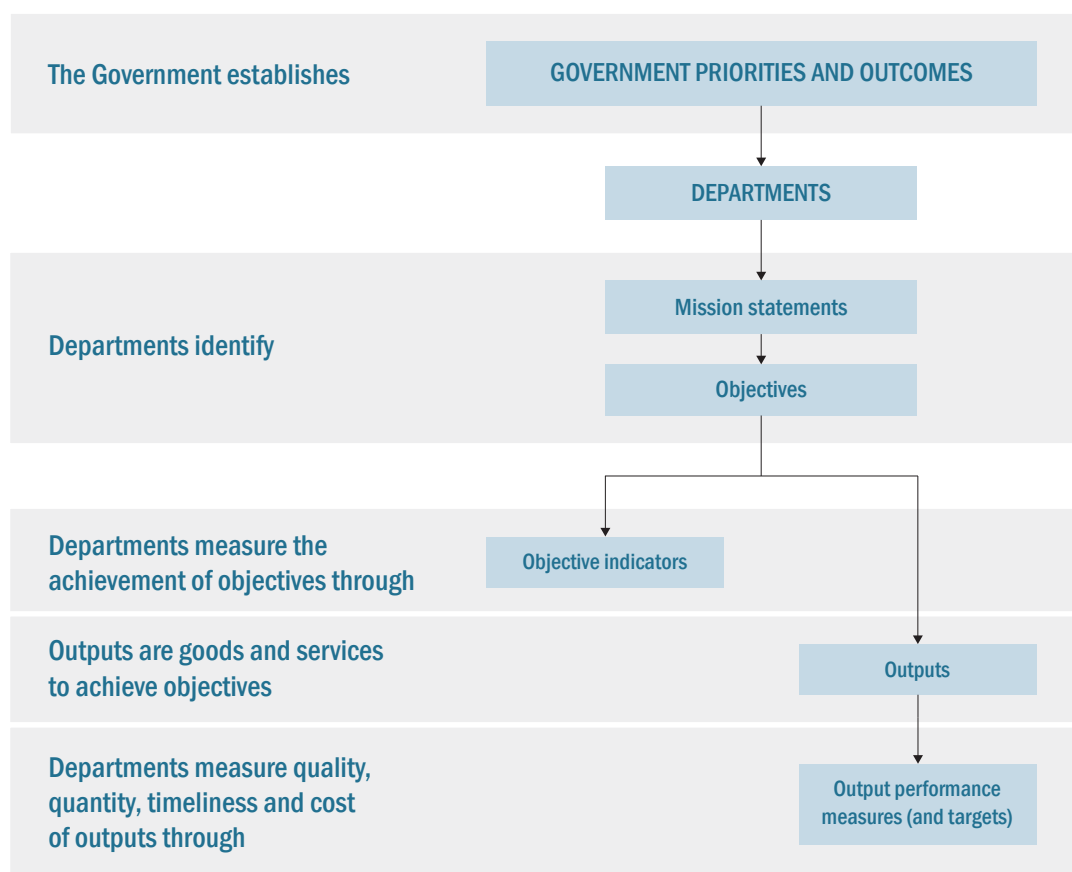 The Government establishes
GOVERNMENT PRIORITIES AND OUTCOMES
DEPARTMENTS
Departments identify
Mission statements
Objectives
Departments measure the
achievement of objectives through
Objective indicators
Outputs are goods and services
to achieve objectives
Outputs
Departments measure quality,
quantity, timeliness and cost
of outputs through
Output performance
measures (and targets)